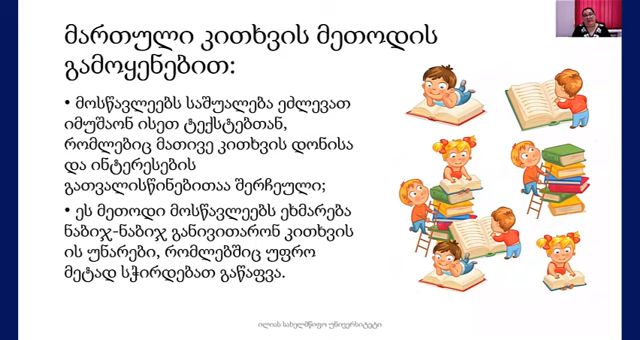 მართული კითხვის მეთოდის
გამოყენებით:
• მოსწავლეებს საშუალება ეძლევათ
იმუშაონ ისეთ ტექსტებთან,
რომლებიც მათივე კითხვის დონისა
და ინტერესების
გათვალისწინებითაა შერჩეული;
• ეს მეთოდი მოსწავლეებს ეხმარება
ნაბიჯ-ნაბიჯ განივითარონ კითხვის
ის უნარები, რომლებშიც უფრო
მეტად სჭირდებათ გაწაფვა.
ილიას სახელმწიფო უნივერსიტეტი